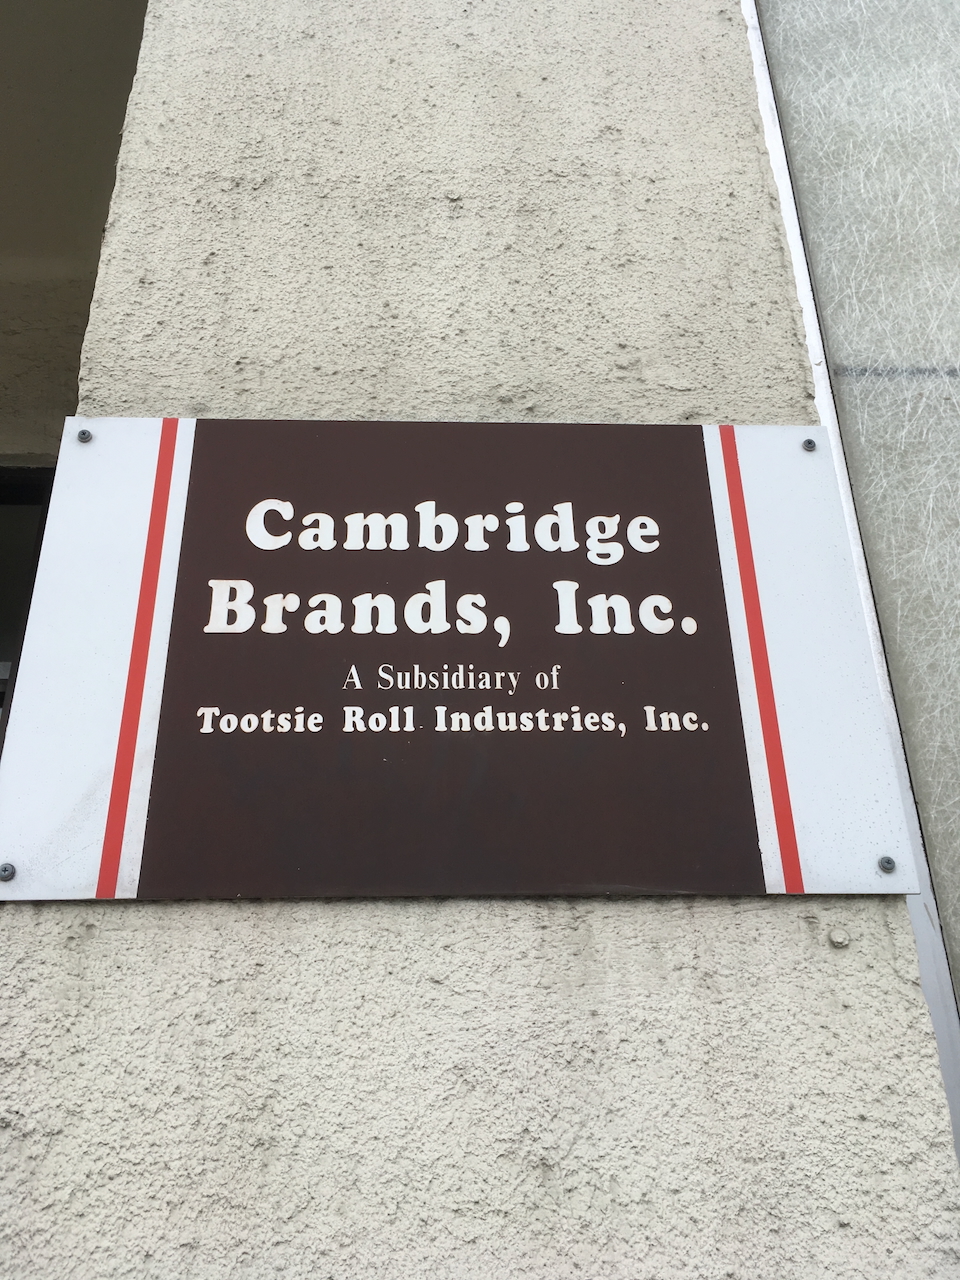 Cambridge
Brands, Inc.
A Subsidiary of
Tootsie Roll Industries, Inc.